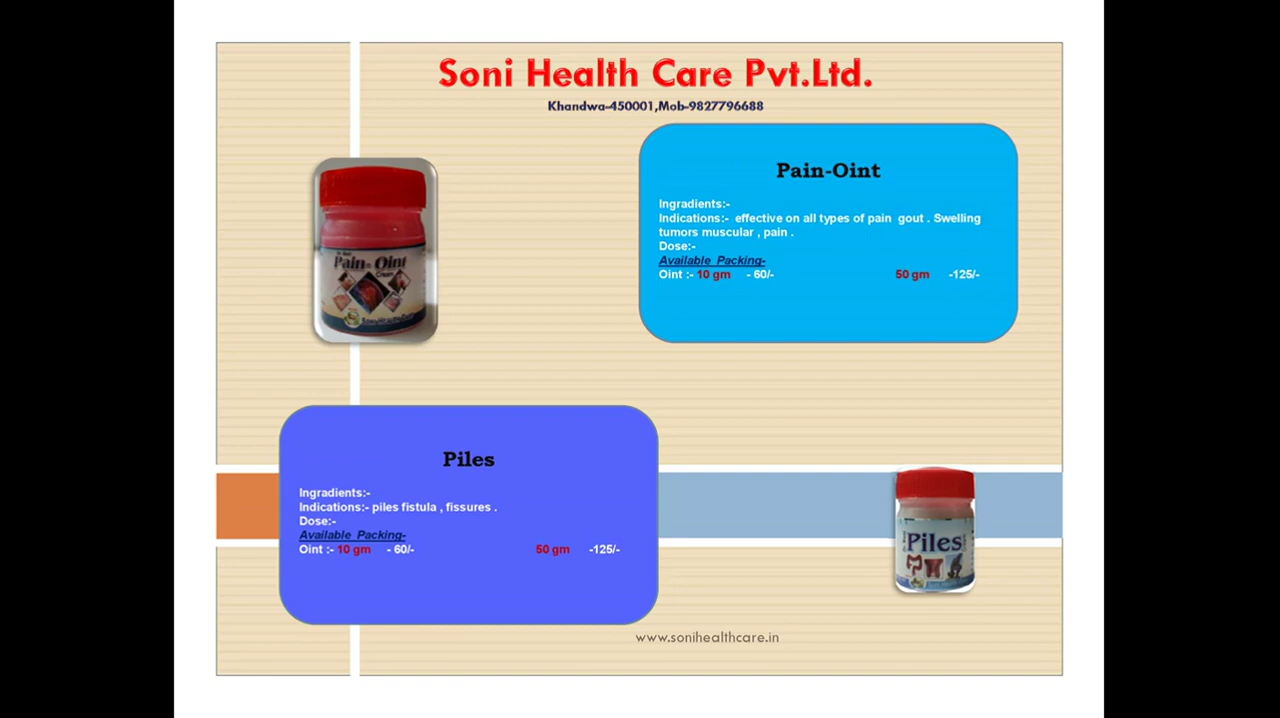 Soni Health Care Pvt.Ltd.
Khandwa-450001,Mob-9827796688
Pain-Oint
Ingredients:-
Indications:- effective on all types of pain gout . Swelling
tumors muscular , pain .
Dose:-
Available Packing-
Oint :- 10 gm - 60/- 50 gm -125/-
Pain-Oint
Cream
Piles
Ingradients:-
Indications:- piles fistula , fissures .
Dose:-
Available Packing-
Oint :- 10 gm - 60/- 50 gm -125/-
Piles
www.sonihealthcare.in